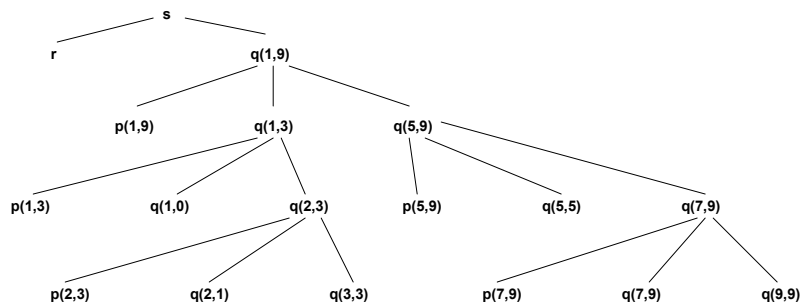 s
r q(1,9)
p(1,9) q(1,3) q(5,9)
p(1,3) q(1,0) q(2,3) p(5,9) q(5,5) q(7,9)
p(2,3) q(2,1) q(3,3) p(7,9) q(7,9) q(9,9)